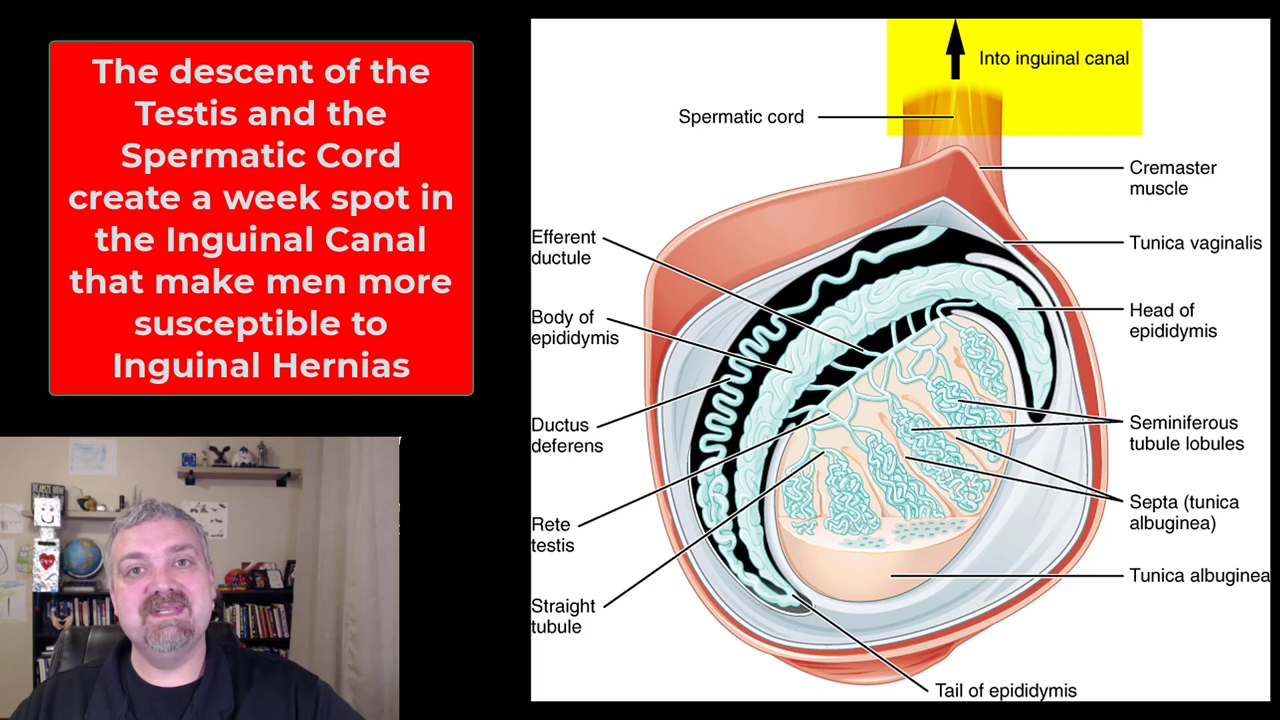 The descent of the
Testis and the
Spermatic Cord
create a week spot in
the Inguinal Canal
that make men more
susceptible to
Inguinal Hernias
Into inguinal canal
Spermatic cord
Cremaster
muscle
Tunica vaginalis
Efferent
ductule
Head of
epididymis
Body of
epididymis
Ductus
deferens
Seminiferous
tubule lobules
Septa (tunica
albuginea)
Rete
testis
Tunica albuginea
Straight
tubule
Tail of epididymis